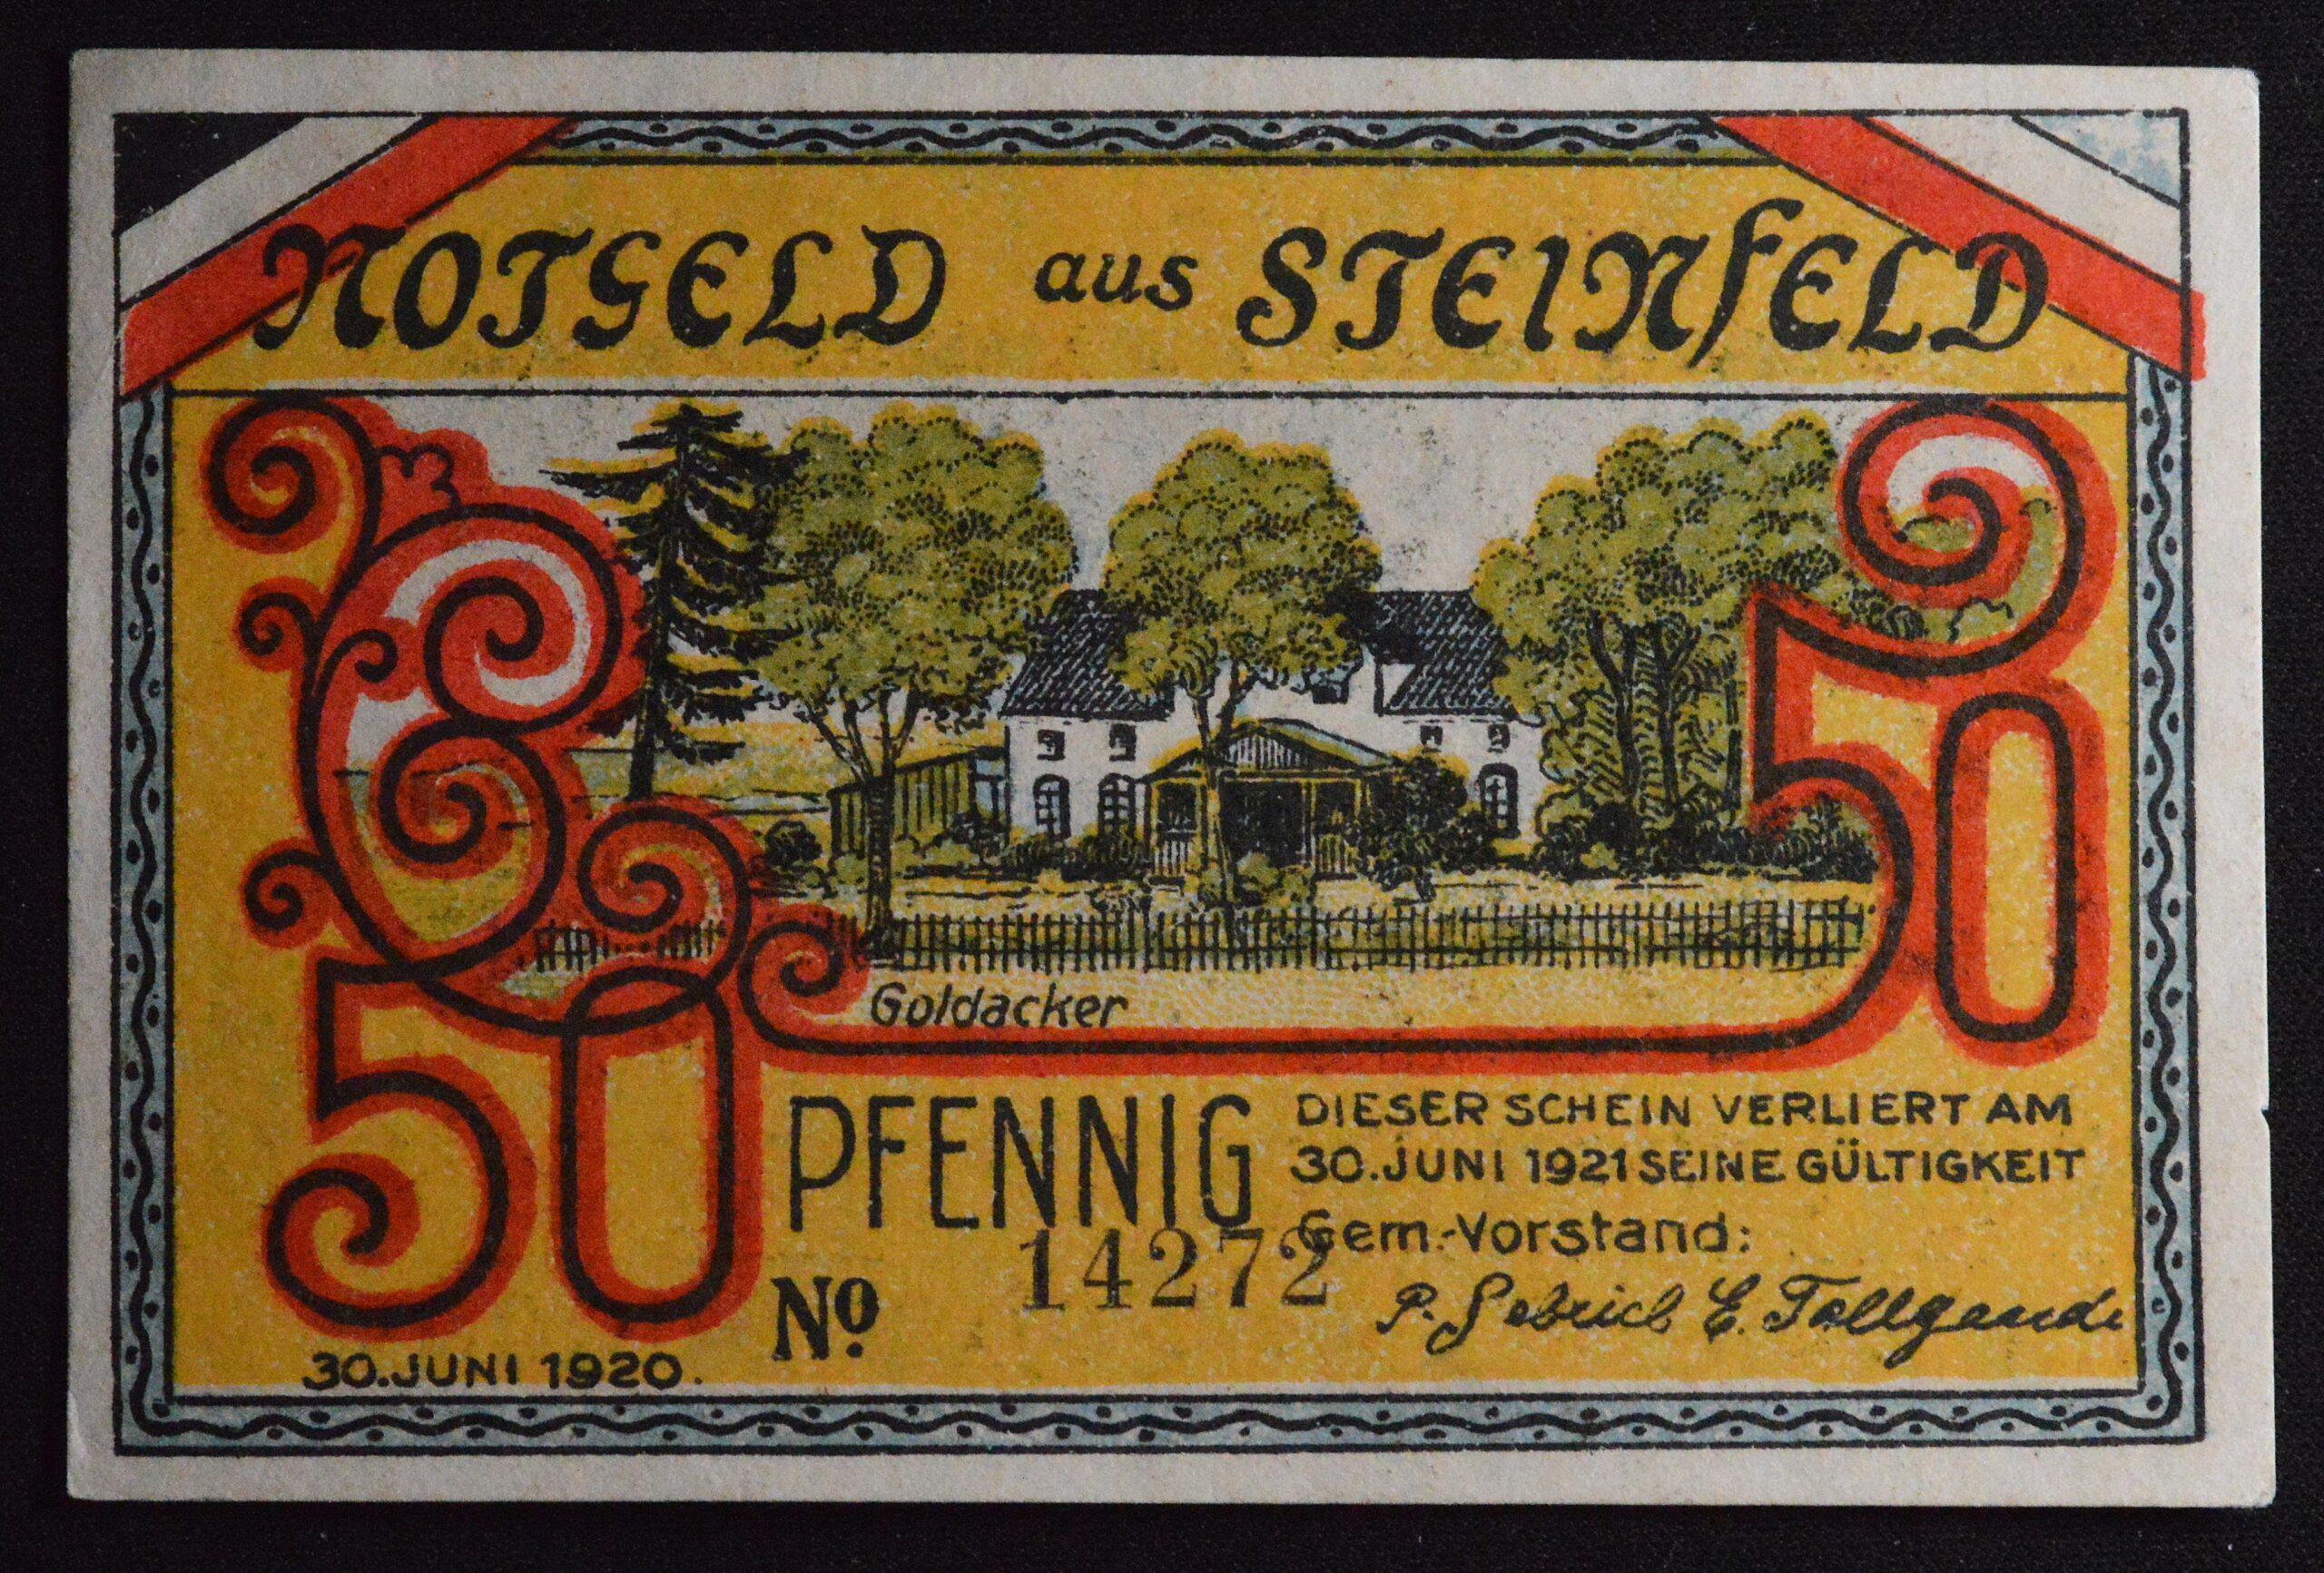 NOTGELD aus STEINFELD
50
Goldacker
50 PFENNIG
DIESER SCHEIN VERLIERT AM
30. JUNI 1921 SEINE GÜLTIGKEIT
Gem.-Vorstand:
No. 14272
P.
E.
30. JUNI 1920.